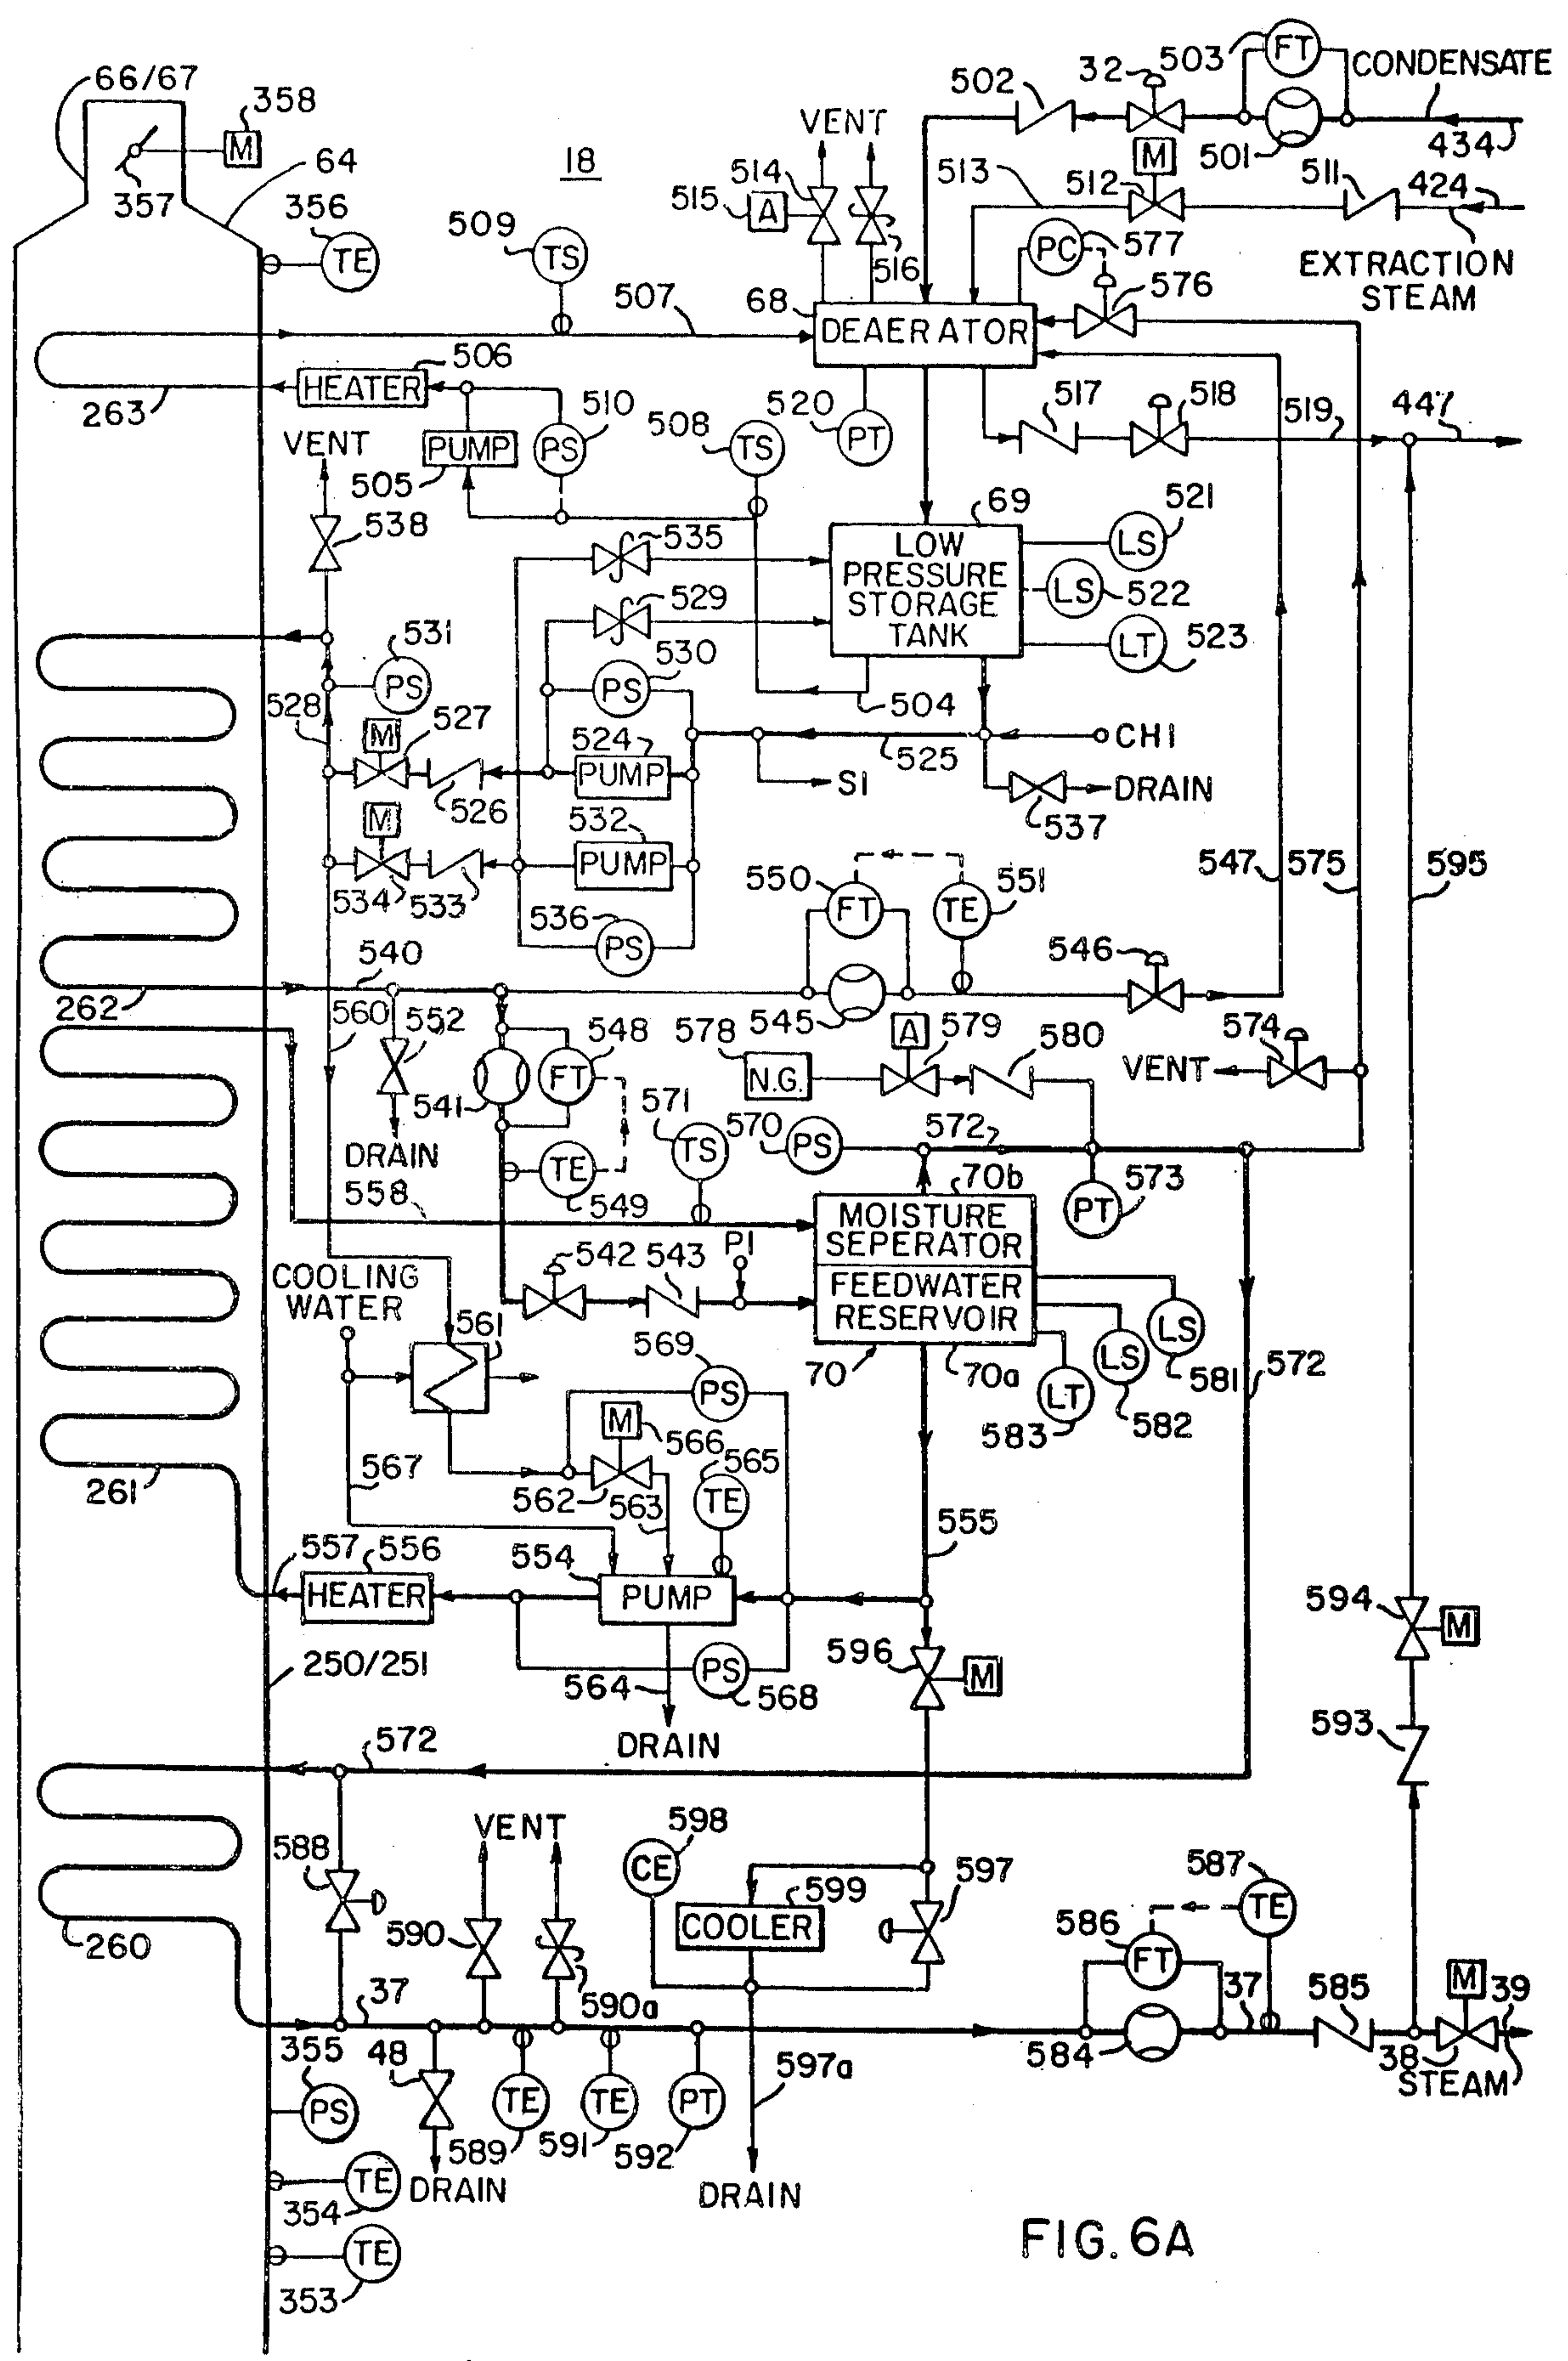 503
FT
CONDENSATE
66/67
358
502
32
VENT
M
501
434
64
18
514
513
M
512
511
424
357
515
A
356
509
TS
PC
577
TE
516
EXTRACTION
STEAM
507
68
576
DEAERATOR
506
HEATER
263
510
508
520
517
518
447
VENT
PUMP
PS
TS
PT
519
505
538
535
69
521
LOW
PRESSURE
STORAGE
TANK
LS
LS
522
529
531
530
LT
523
PS
PS
528
527
504
M
524
CHI
PUMP
525
526
SI
DRAIN
M
532
537
PUMP
534
533
547
575
595
550
551
FT
TE
536
PS
540
546
262
560
552
548
578
545
579
A
580
574
N.G.
VENT
FT
541
571
570
572
DRAIN
TS
PS
70b
573
558
TE
549
PT
MOISTURE
SEPERATOR
542
543
PI
COOLING
WATER
FEEDWATER
RESERVOIR
561
569
LS
LS
581
572
PS
70
70a
LT
582
583
M
566
565
261
567
562
563
TE
555
557
556
554
HEATER
PUMP
594
M
250/251
596
PS
M
564
568
593
DRAIN
572
VENT
598
CE
597
587
588
599
TE
COOLER
586
260
590
FT
590a
M
39
37
37
585
355
48
584
38
597a
STEAM
PS
TE
TE
PT
589
591
592
TE
DRAIN
DRAIN
354
TE
353
FIG. 6A